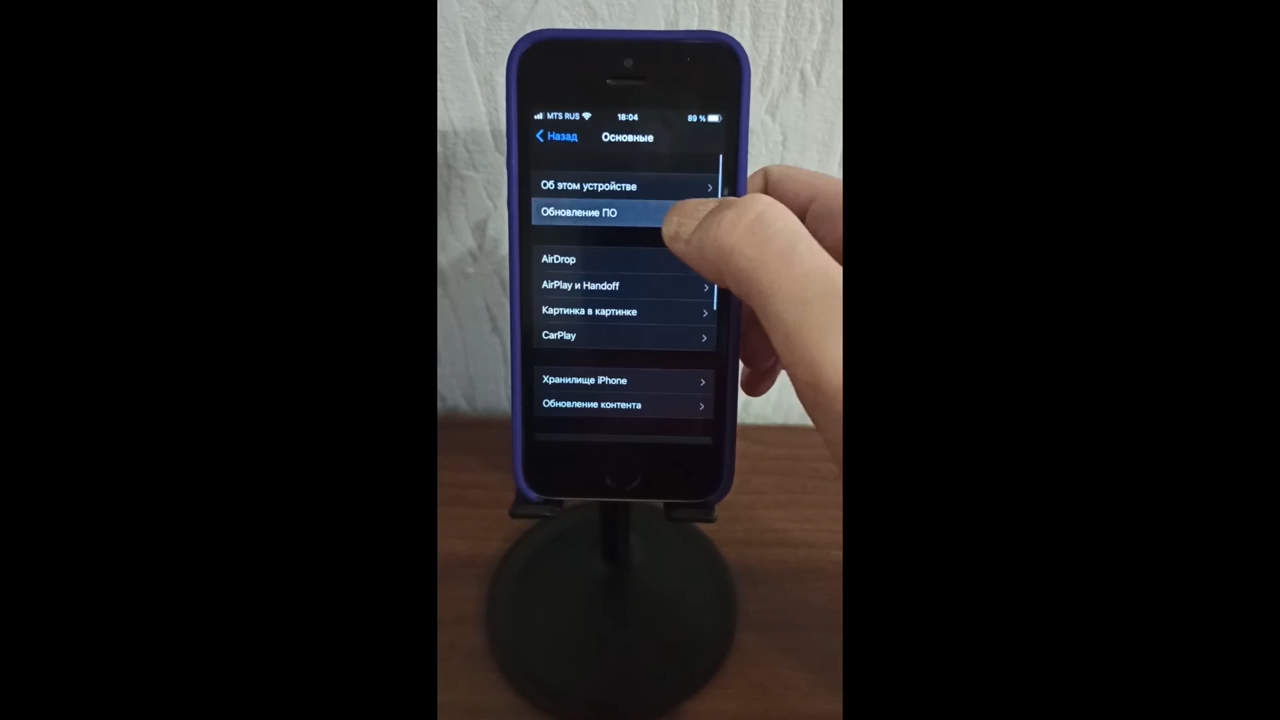 MTS RUS 18:04 89 %
Назад Основные
Об этом устройстве
Обновление ПО
AirDrop
AirPlay и Handoff
Картинка в картинке
CarPlay
Хранилище iPhone
Обновление контента